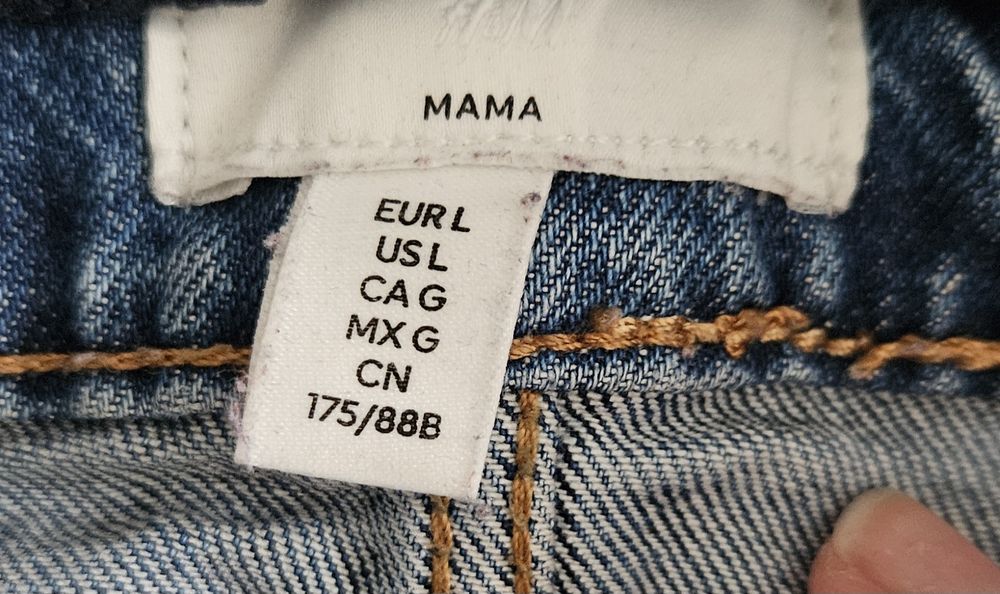 H&M
MAMA
EUR L
US L
CA G
MX G
CN
175/88B